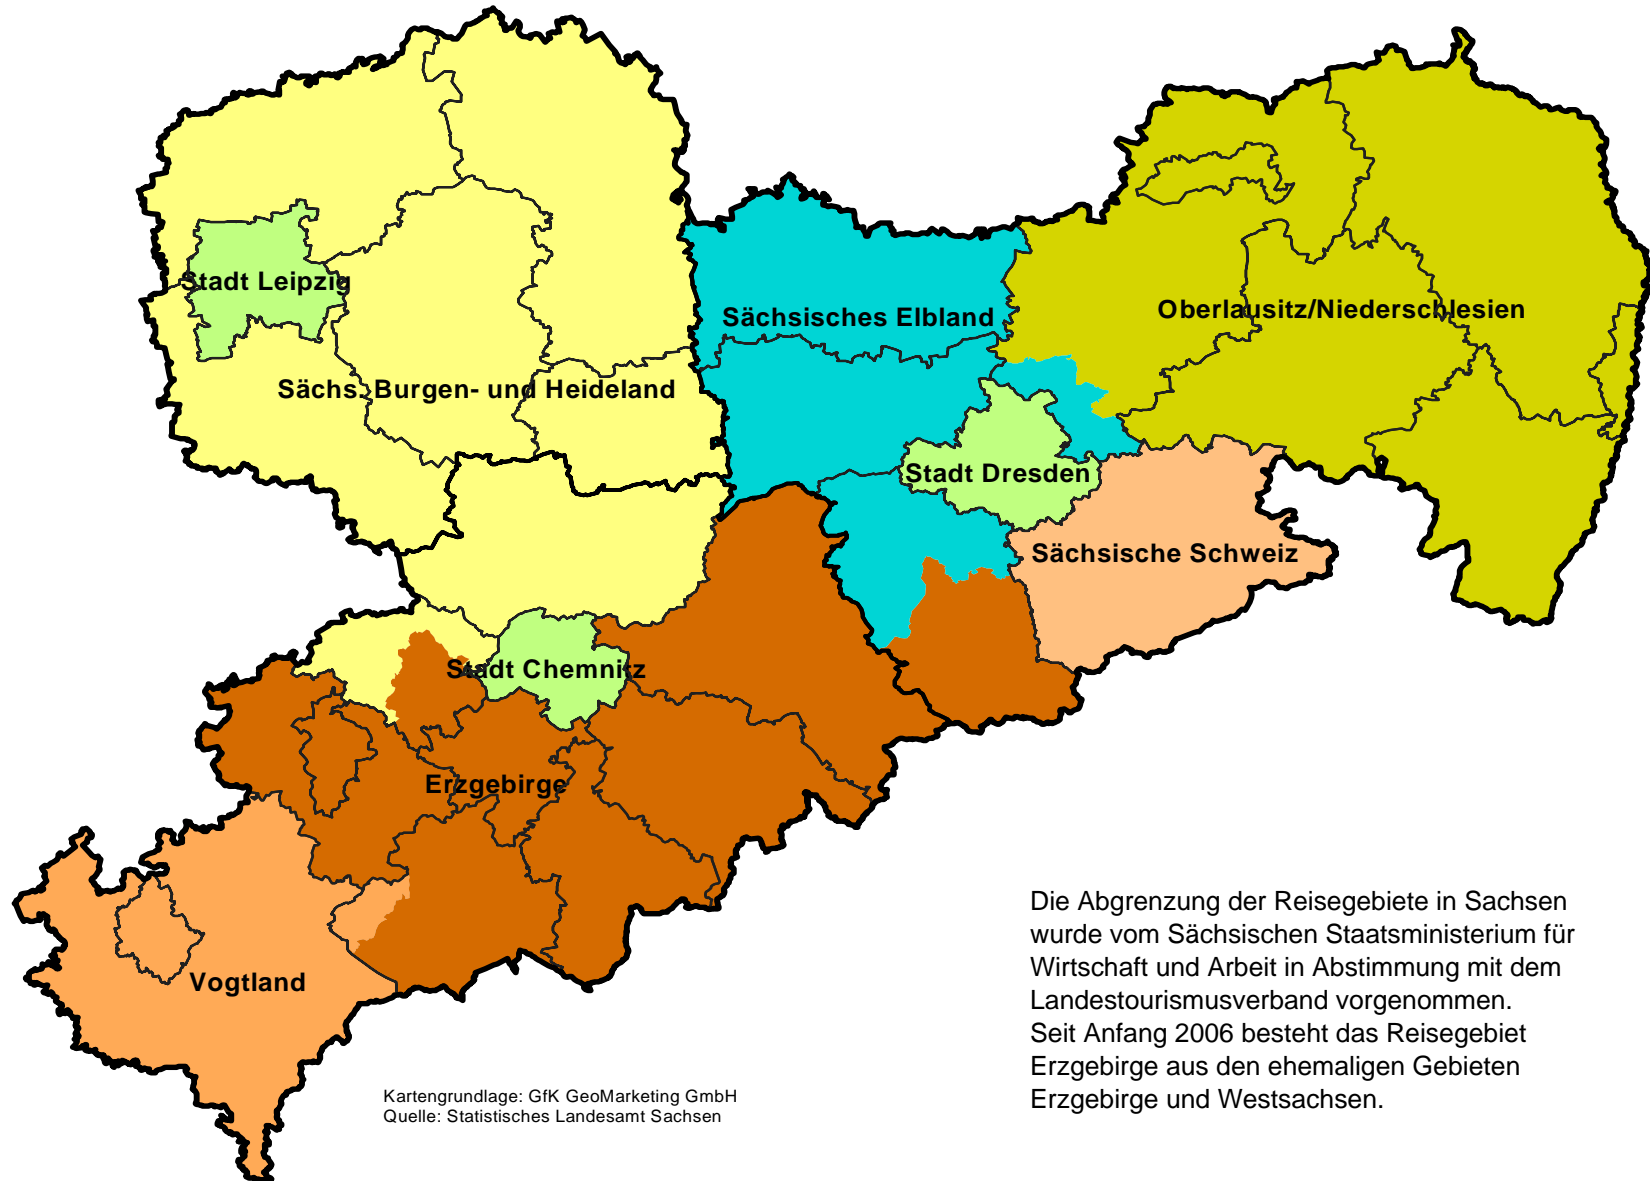 Stadt Leipzig
Sächsisches Elbland
Oberlausitz/Niederschlesien
Sächs. Burgen- und Heideland
Stadt Dresden
Sächsische Schweiz
Stadt Chemnitz
Erzgebirge
Vogtland
Die Abgrenzung der Reisegebiete in Sachsen
wurde vom Sächsischen Staatsministerium für
Wirtschaft und Arbeit in Abstimmung mit dem
Landestourismusverband vorgenommen.
Seit Anfang 2006 besteht das Reisegebiet
Erzgebirge aus den ehemaligen Gebieten
Erzgebirge und Westsachsen.
Kartengrundlage: GfK GeoMarketing GmbH
Quelle: Statistisches Landesamt Sachsen